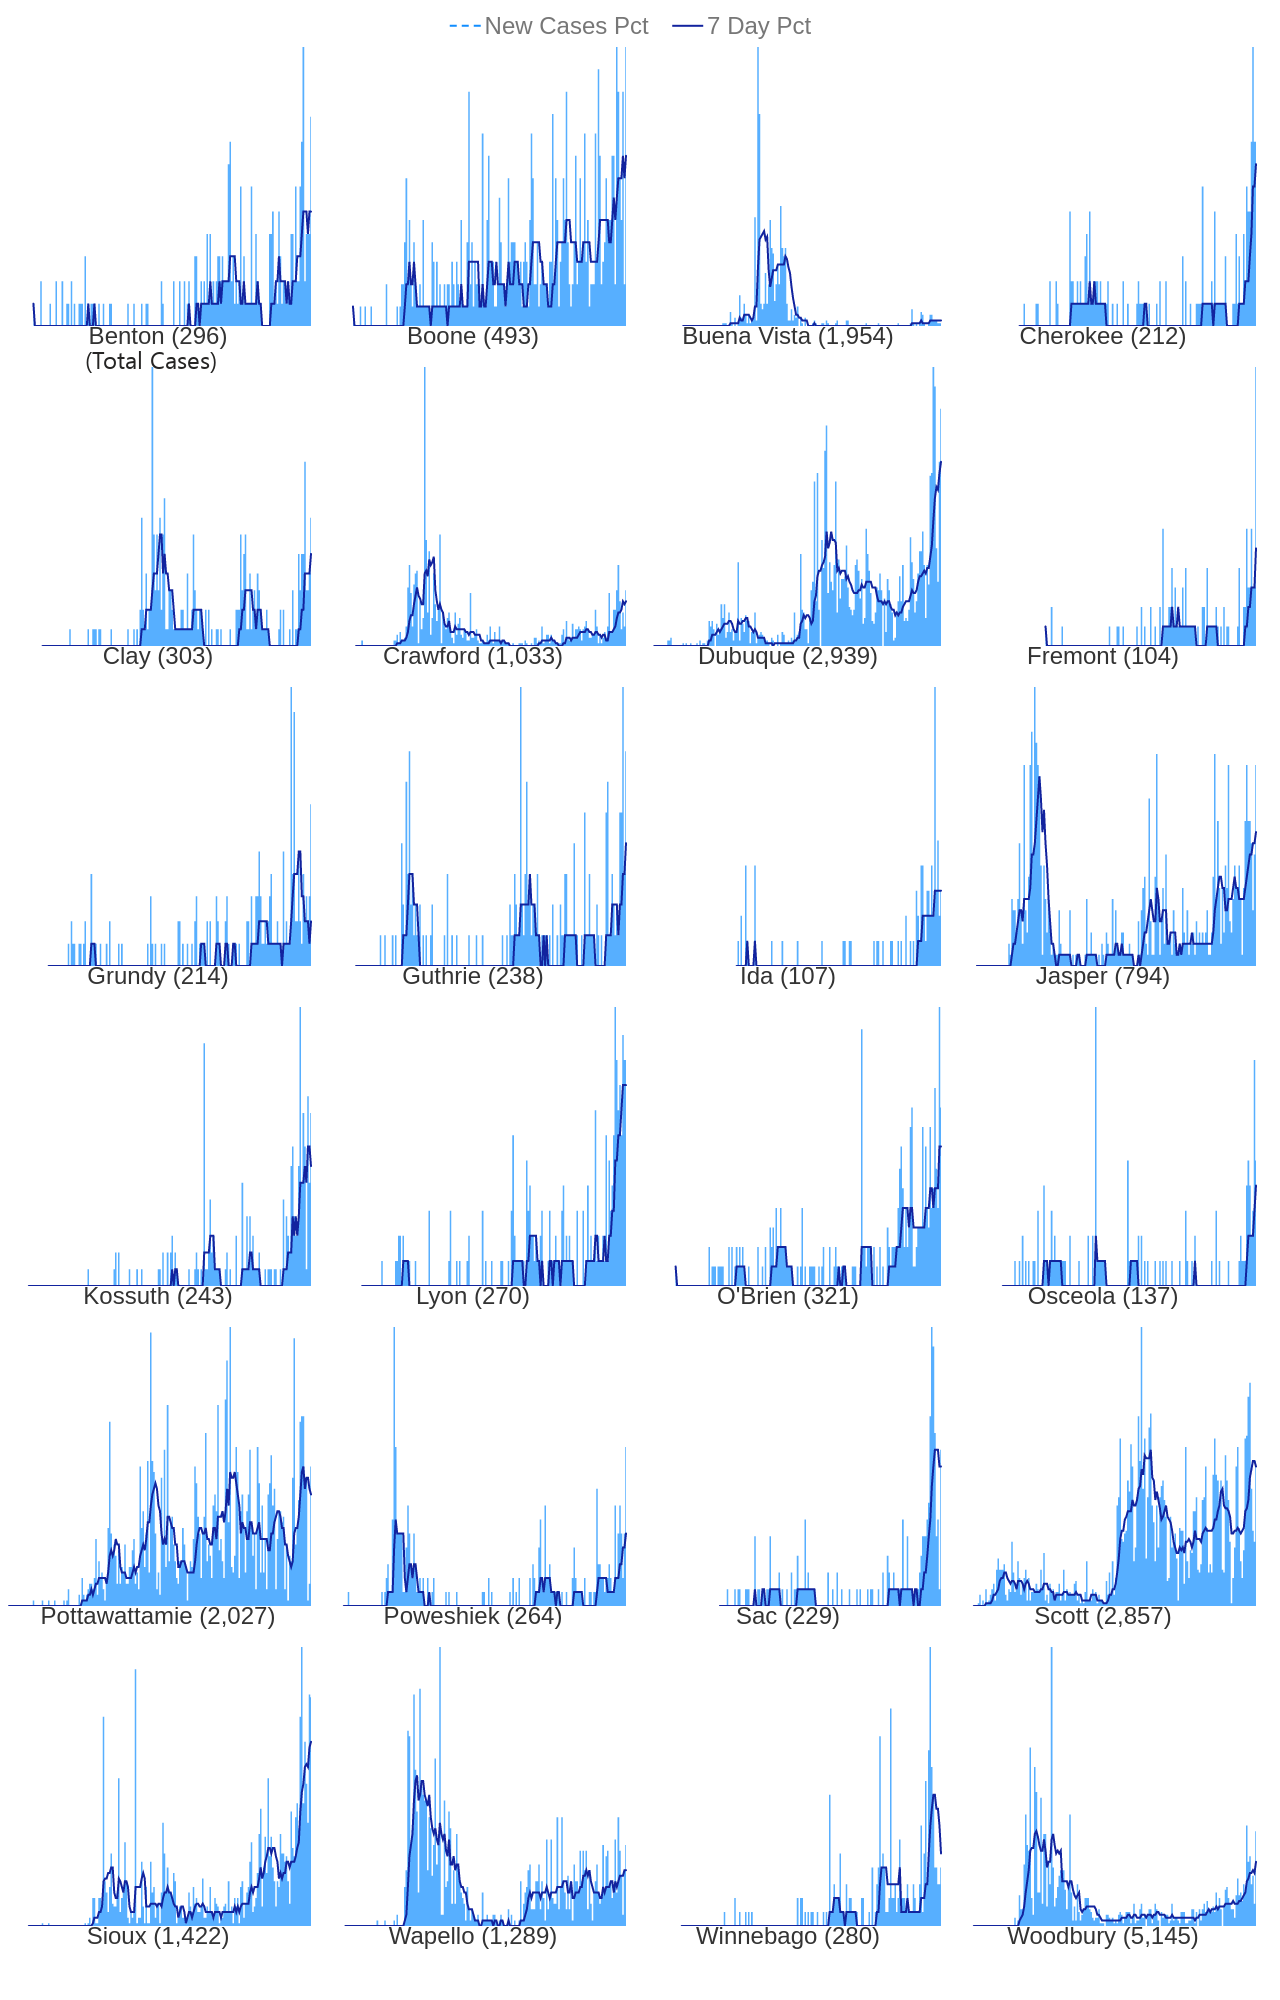 New Cases Pct 7 Day Pct
Benton (296) Boone (493) Buena Vista (1,954) Cherokee (212)
(Total Cases)
Clay (303) Crawford (1,033) Dubuque (2,939) Fremont (104)
Grundy (214) Guthrie (238) Ida (107) Jasper (794)
Kossuth (243) Lyon (270) O'Brien (321) Osceola (137)
Pottawattamie (2,027) Poweshiek (264) Sac (229) Scott (2,857)
Sioux (1,422) Wapello (1,289) Winnebago (280) Woodbury (5,145)